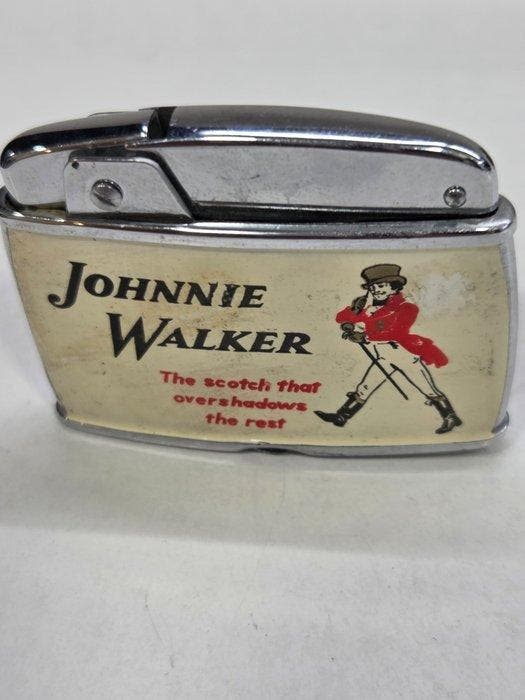 JOHNNIE
WALKER
The scotch that
overshadows
the rest